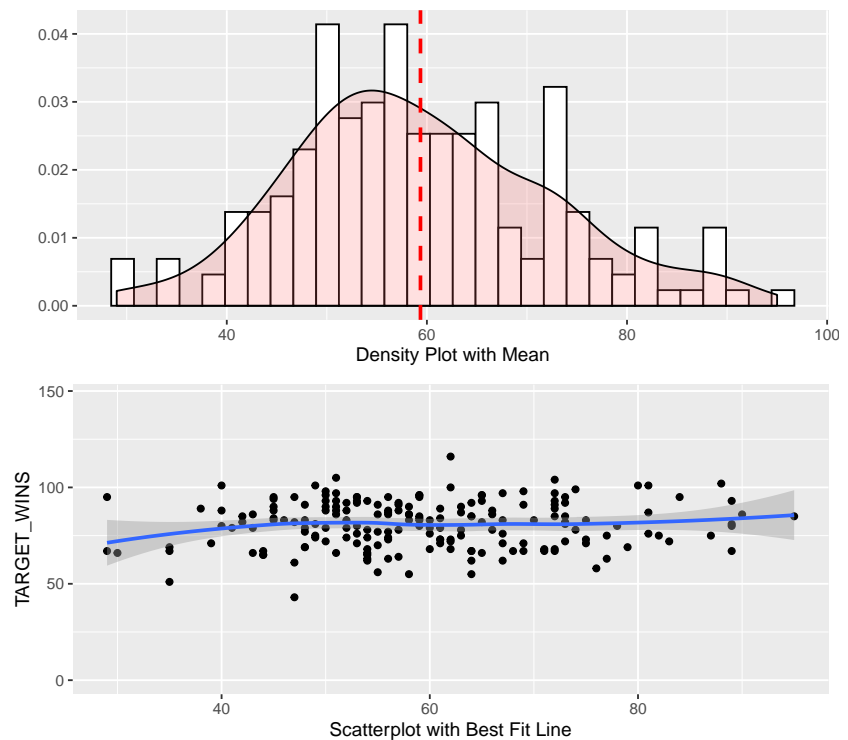 0.04
0.03
0.02
0.01
0.00
40 60 80 100
Density Plot with Mean
150
100
50
0
TARGET_WINS
40 60 80
Scatterplot with Best Fit Line